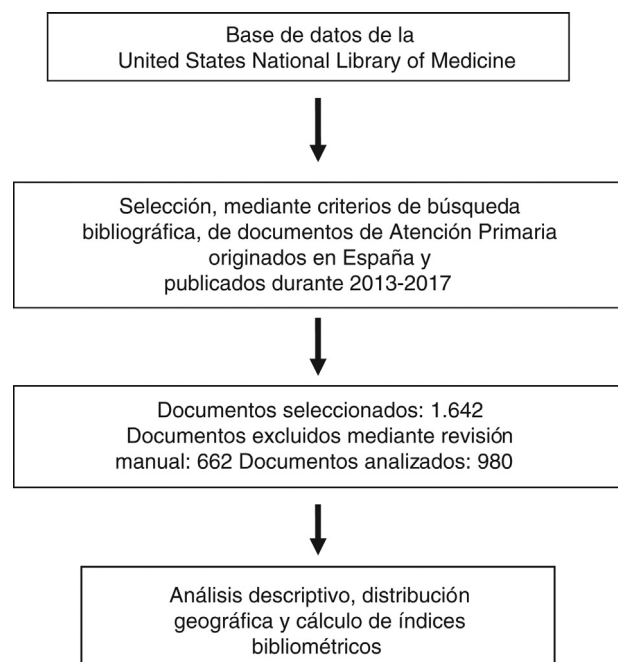 Base de datos de la
United States National Library of Medicine
Selección, mediante criterios de búsqueda
bibliográfica, de documentos de Atención Primaria
originados en España y
publicados durante 2013-2017
Documentos seleccionados: 1.642
Documentos excluidos mediante revisión
manual: 662 Documentos analizados: 980
Análisis descriptivo, distribución
geográfica y cálculo de índices
bibliométricos